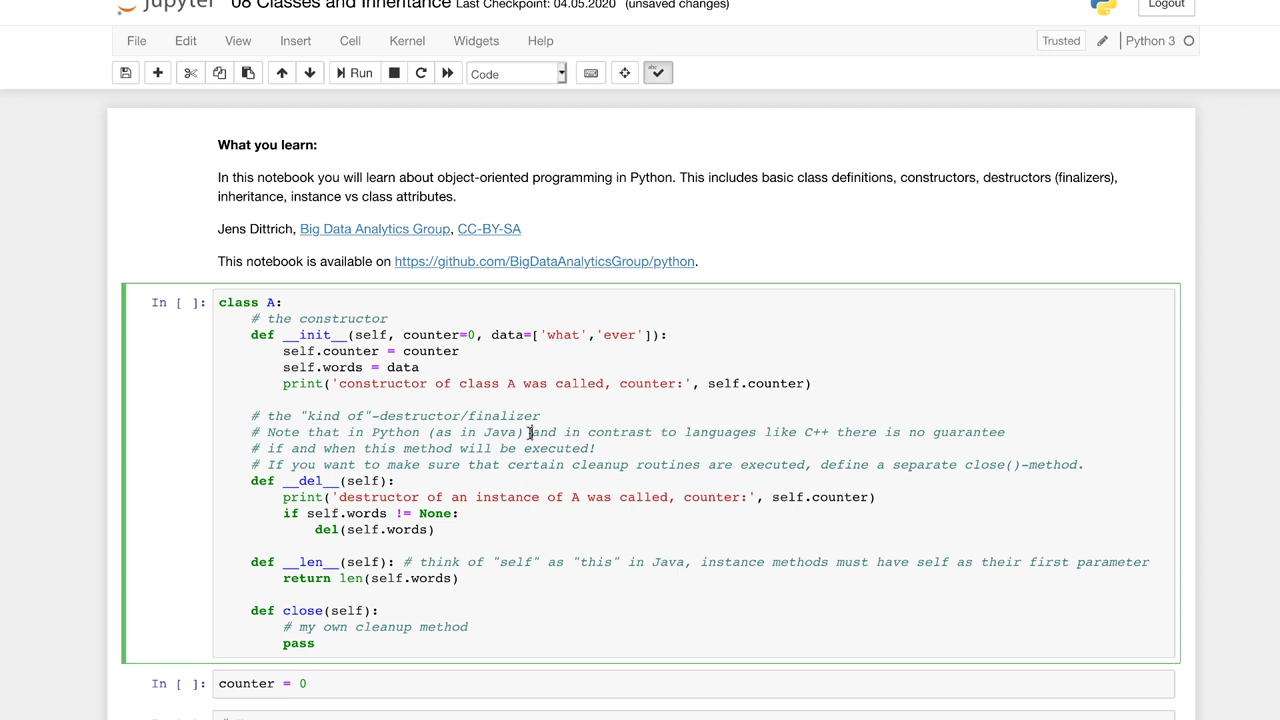 jupyter 08 Classes and Inheritance Last Checkpoint: 04.05.2020 (unsaved changes) Logout
File Edit View Insert Cell Kernel Widgets Help Trusted Python 3
Run Code abc
What you learn:
In this notebook you will learn about object-oriented programming in Python. This includes basic class definitions, constructors, destructors (finalizers),
inheritance, instance vs class attributes.
Jens Dittrich, Big Data Analytics Group, CC-BY-SA
This notebook is available on https://github.com/BigDataAnalyticsGroup/python.
In [ ]: class A:
# the constructor
def __init__(self, counter=0, data=['what','ever']):
self.counter = counter
self.words = data
print('constructor of class A was called, counter:', self.counter)
# the "kind of"-destructor/finalizer
# Note that in Python (as in Java) and in contrast to languages like C++ there is no guarantee
# if and when this method will be executed!
# If you want to make sure that certain cleanup routines are executed, define a separate close()-method.
def __del__(self):
print('destructor of an instance of A was called, counter:', self.counter)
if self.words != None:
del(self.words)
def __len__(self): # think of "self" as "this" in Java, instance methods must have self as their first parameter
return len(self.words)
def close(self):
# my own cleanup method
pass
In [ ]: counter = 0